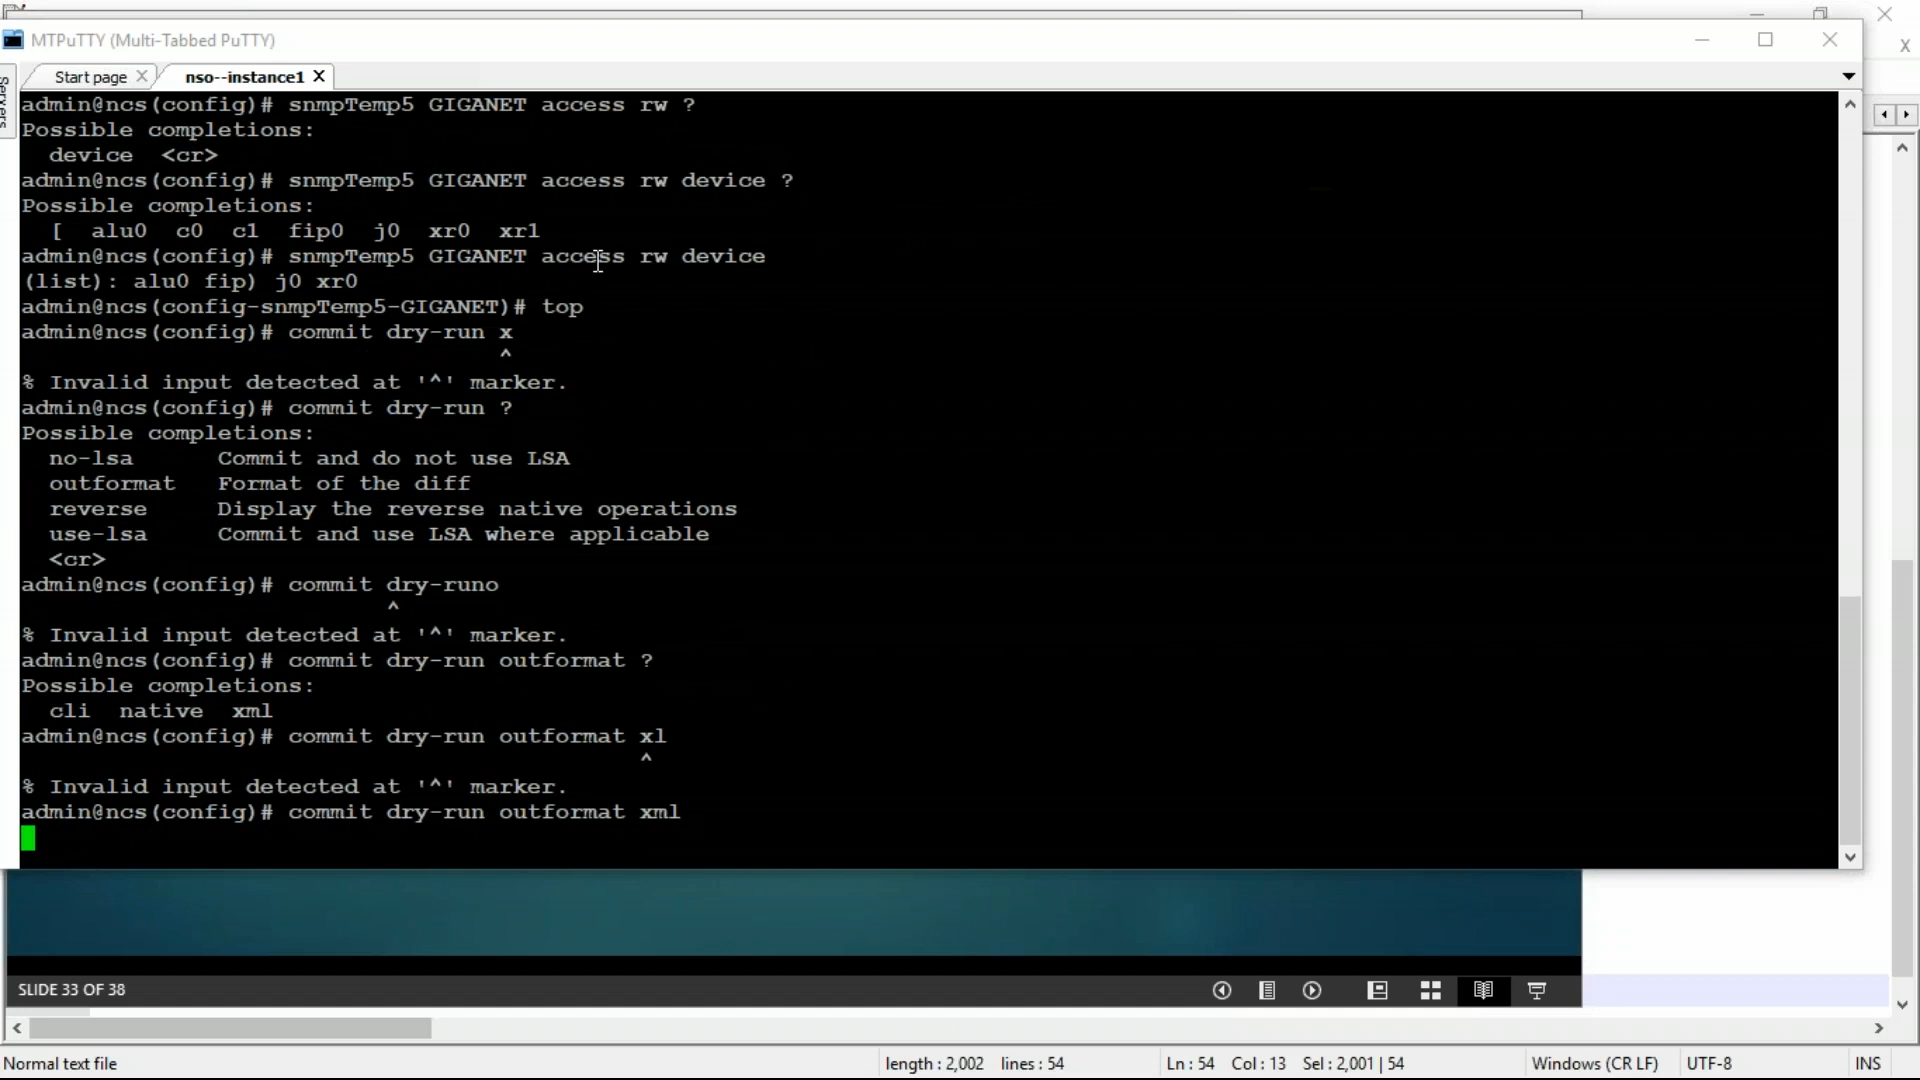 MTPuTTY (Multi-Tabbed PuTTY)
Servers
Start page
nso--instance1
admin@ncs(config)# snmpTemp5 GIGANET access rw ?
Possible completions:
  device  <cr>
admin@ncs(config)# snmpTemp5 GIGANET access rw device ?
Possible completions:
  [  alu0  c0  c1  fip0  j0  xr0  xr1
admin@ncs(config)# snmpTemp5 GIGANET access rw device
(list): alu0 fip) j0 xr0
admin@ncs(config-snmpTemp5-GIGANET)# top
admin@ncs(config)# commit dry-run x
                                  ^
% Invalid input detected at '^' marker.
admin@ncs(config)# commit dry-run ?
Possible completions:
  no-lsa      Commit and do not use LSA
  outformat   Format of the diff
  reverse     Display the reverse native operations
  use-lsa     Commit and use LSA where applicable
  <cr>
admin@ncs(config)# commit dry-runo
                          ^
% Invalid input detected at '^' marker.
admin@ncs(config)# commit dry-run outformat ?
Possible completions:
  cli  native  xml
admin@ncs(config)# commit dry-run outformat xl
                                            ^
% Invalid input detected at '^' marker.
admin@ncs(config)# commit dry-run outformat xml
SLIDE 33 OF 38
Normal text file
length : 2,002 lines : 54
Ln : 54 Col : 13 Sel : 2,001 | 54
Windows (CR LF)
UTF-8
INS